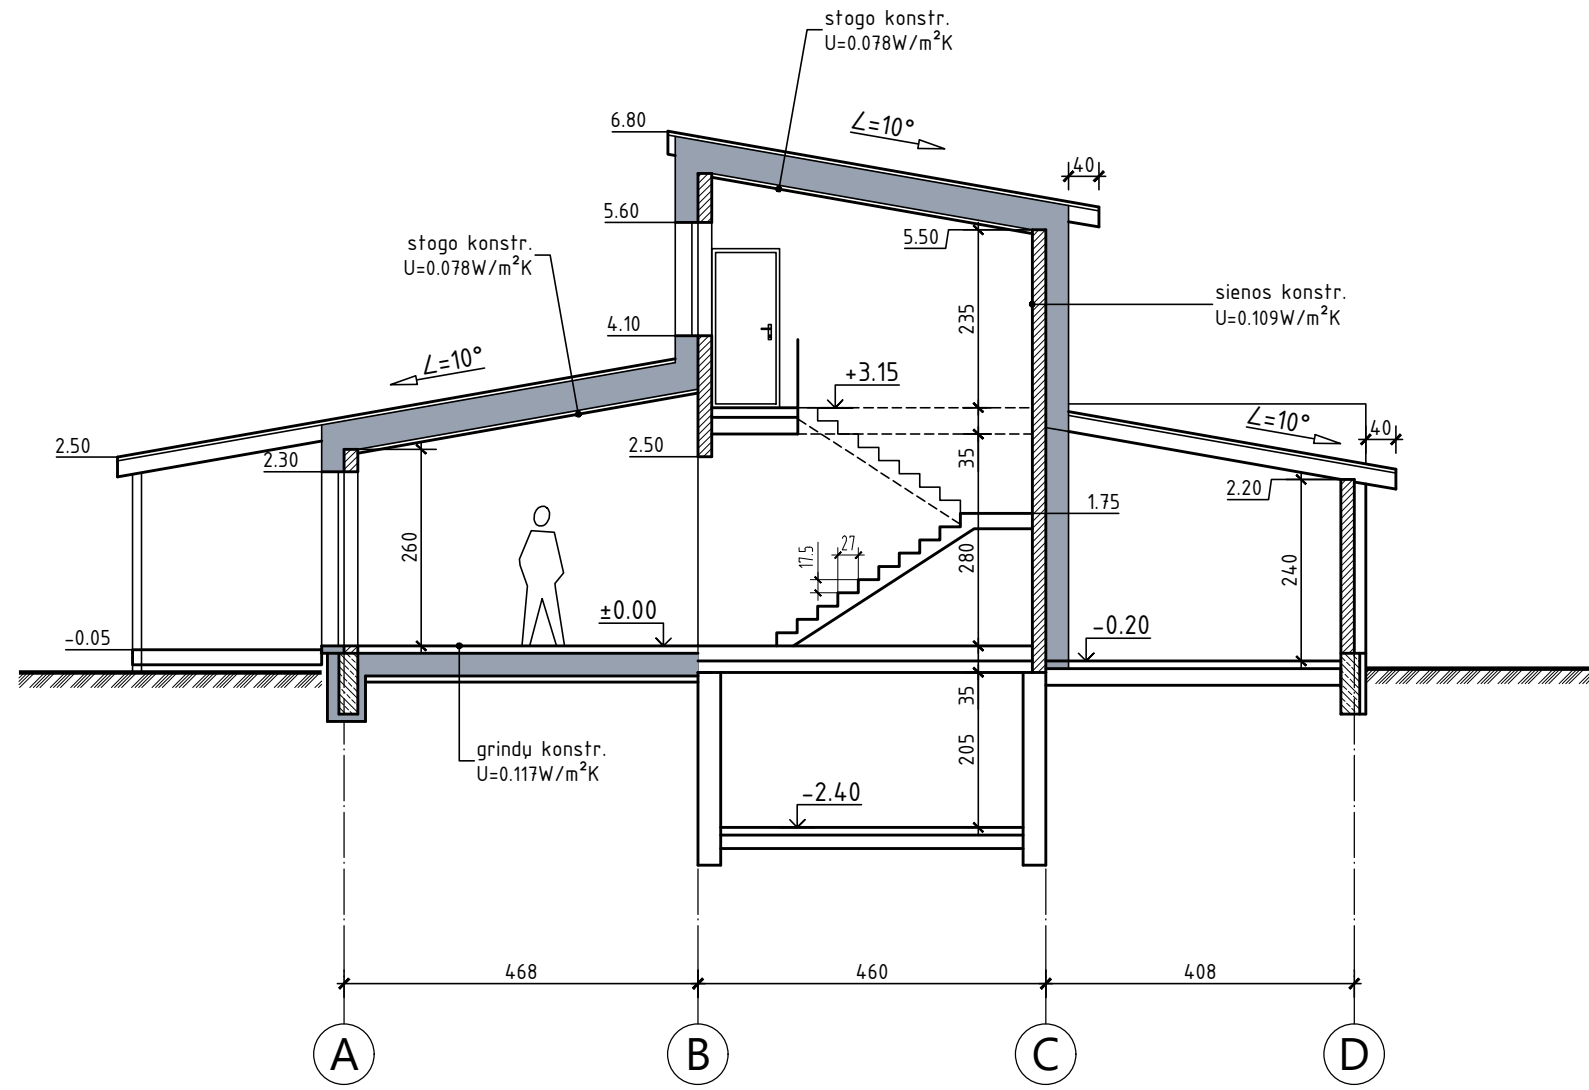 stogo konstr.
U=0.078W/m²K
6.80
∠=10°
40
5.60
5.50
stogo konstr.
U=0.078W/m²K
sienos konstr.
U=0.109W/m²K
235
4.10
∠=10°
+3.15
∠=10°
40
2.50
2.30
2.50
35
2.20
1.75
260
17.5
27
280
240
±0.00
-0.05
-0.20
35
grindų konstr.
U=0.117W/m²K
205
-2.40
468
460
408
A
B
C
D